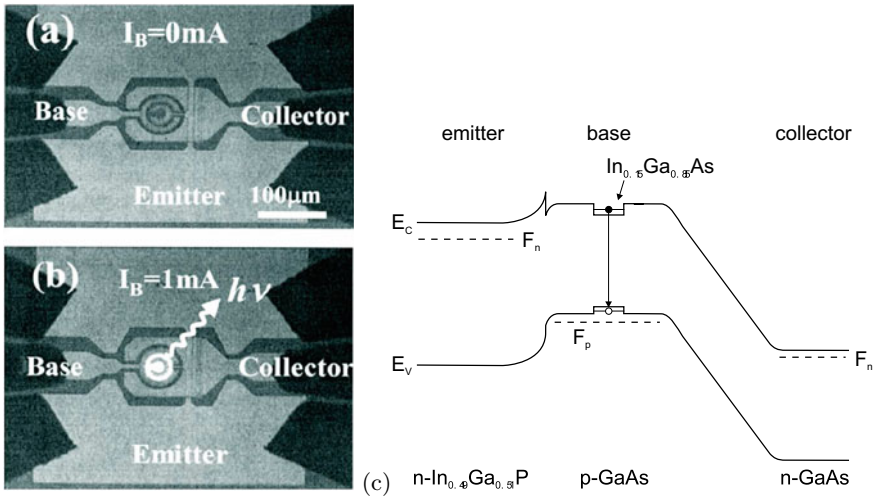 (a)
I_B=0mA
Base
Collector
Emitter
100μm
(b)
I_B=1mA
hν
Base
Collector
Emitter
(c)
emitter base collector
In₀.₁₅Ga₀.₈₅As
E_C
F_n
F_p
E_V
F_n
n-In₀.₄₉Ga₀.₅₁P p-GaAs n-GaAs